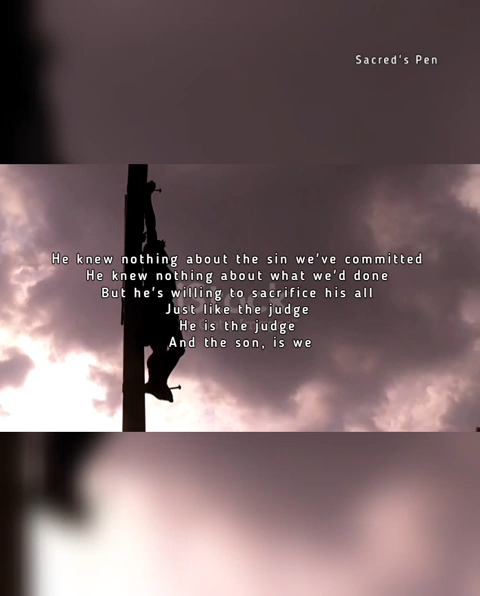 Sacred's Pen
He knew nothing about the sin we've committed
He knew nothing about what we'd done
But he's willing to sacrifice his all
Just like the judge
He is the judge
And the son, is we